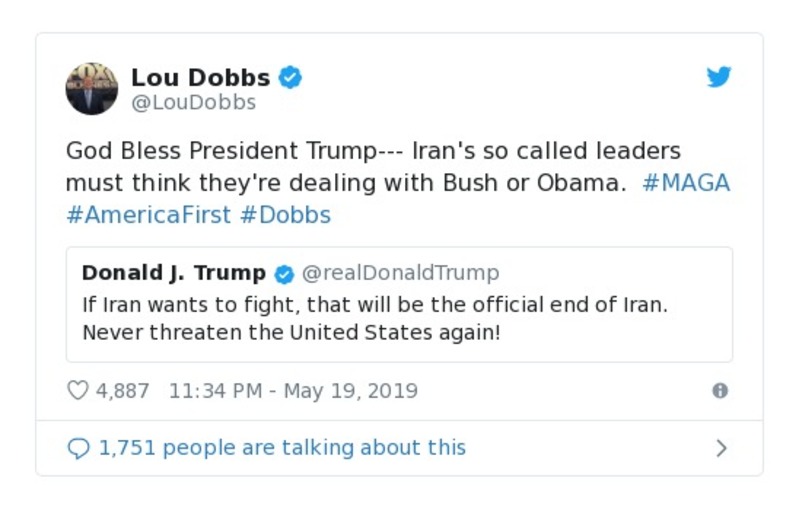 Lou Dobbs
@LouDobbs
God Bless President Trump--- Iran's so called leaders
must think they're dealing with Bush or Obama. #MAGA
#AmericaFirst #Dobbs
Donald J. Trump @realDonaldTrump
If Iran wants to fight, that will be the official end of Iran.
Never threaten the United States again!
4,887 11:34 PM - May 19, 2019
1,751 people are talking about this